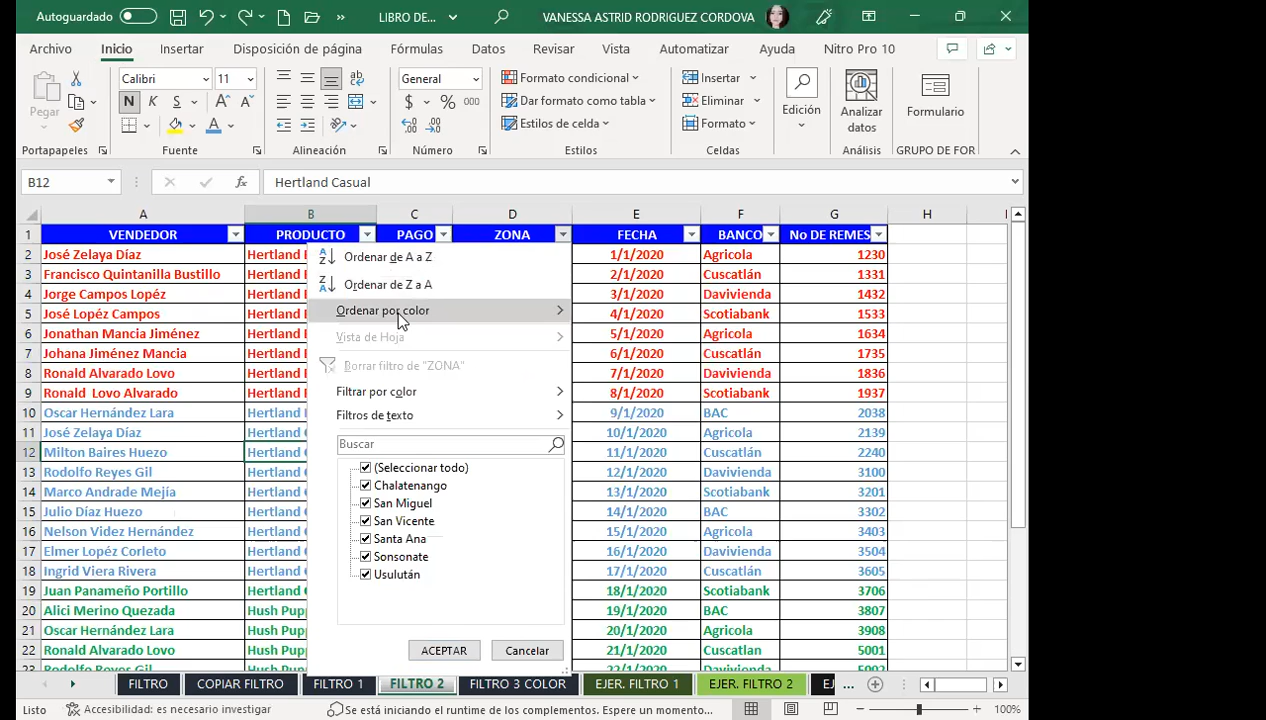 Autoguardado LIBRO DE... VANESSA ASTRID RODRIGUEZ CORDOVA
Archivo Inicio Insertar Disposición de página Fórmulas Datos Revisar Vista Automatizar Ayuda Nitro Pro 10
Pegar Calibri 11 General Formato condicional Insertar Edición Analizar datos Formulario
N K S $ % 000 Dar formato como tabla Eliminar
Estilos de celda Formato
Portapapeles Fuente Alineación Número Estilos Celdas Análisis GRUPO DE FOR
B12 fx Hertland Casual
A B C D E F G H
1 VENDEDOR PRODUCTO PAGO ZONA FECHA BANCO No DE REMES
2 José Zelaya Díaz Hertland 1/1/2020 Agricola 1230
3 Francisco Quintanilla Bustillo Hertland 2/1/2020 Cuscatlán 1331
4 Jorge Campos Lopéz Hertland 3/1/2020 Davivienda 1432
5 José Lopéz Campos Hertland 4/1/2020 Scotiabank 1533
6 Jonathan Mancia Jiménez Hertland 5/1/2020 Agricola 1634
7 Johana Jiménez Mancia Hertland 6/1/2020 Cuscatlán 1735
8 Ronald Alvarado Lovo Hertland 7/1/2020 Davivienda 1836
9 Ronald  Lovo Alvarado Hertland 8/1/2020 Scotiabank 1937
10 Oscar Hernández Lara Hertland 9/1/2020 BAC 2038
11 José Zelaya Díaz Hertland 10/1/2020 Agricola 2139
12 Milton Baires Huezo Hertland 11/1/2020 Cuscatlán 2240
13 Rodolfo Reyes Gil Hertland 12/1/2020 Davivienda 3100
14 Marco Andrade Mejía Hertland 13/1/2020 Scotiabank 3201
15 Julio Díaz Huezo Hertland 14/1/2020 BAC 3302
16 Nelson Videz Hernández Hertland 15/1/2020 Agricola 3403
17 Elmer Lopéz Corleto Hertland 16/1/2020 Davivienda 3504
18 Ingrid Viera Rivera Hertland 17/1/2020 Cuscatlán 3605
19 Juan Panameño Portillo Hush Pup 18/1/2020 Scotiabank 3706
20 Alici Merino Quezada Hush Pup 19/1/2020 BAC 3807
21 Oscar Hernández Lara Hush Pup 20/1/2020 Agricola 3908
22 Ronald Alvarado Lovo Hush Pup 21/1/2020 Cuscatlán 5001
23 Rodolfo Reyes Gil Hush Pup 22/1/2020 Davivienda 5002
Ordenar de A a Z
Ordenar de Z a A
Ordenar por color
Vista de Hoja
Borrar filtro de "ZONA"
Filtrar por color
Filtros de texto
Buscar
(Seleccionar todo)
Chalatenango
San Miguel
San Vicente
Santa Ana
Sonsonate
Usulután
ACEPTAR Cancelar
FILTRO COPIAR FILTRO FILTRO 1 FILTRO 2 FILTRO 3 COLOR EJER. FILTRO 1 EJER. FILTRO 2 EJ ...
Listo Accesibilidad: es necesario investigar Se está iniciando el runtime de los complementos. Espere un momento... 100%